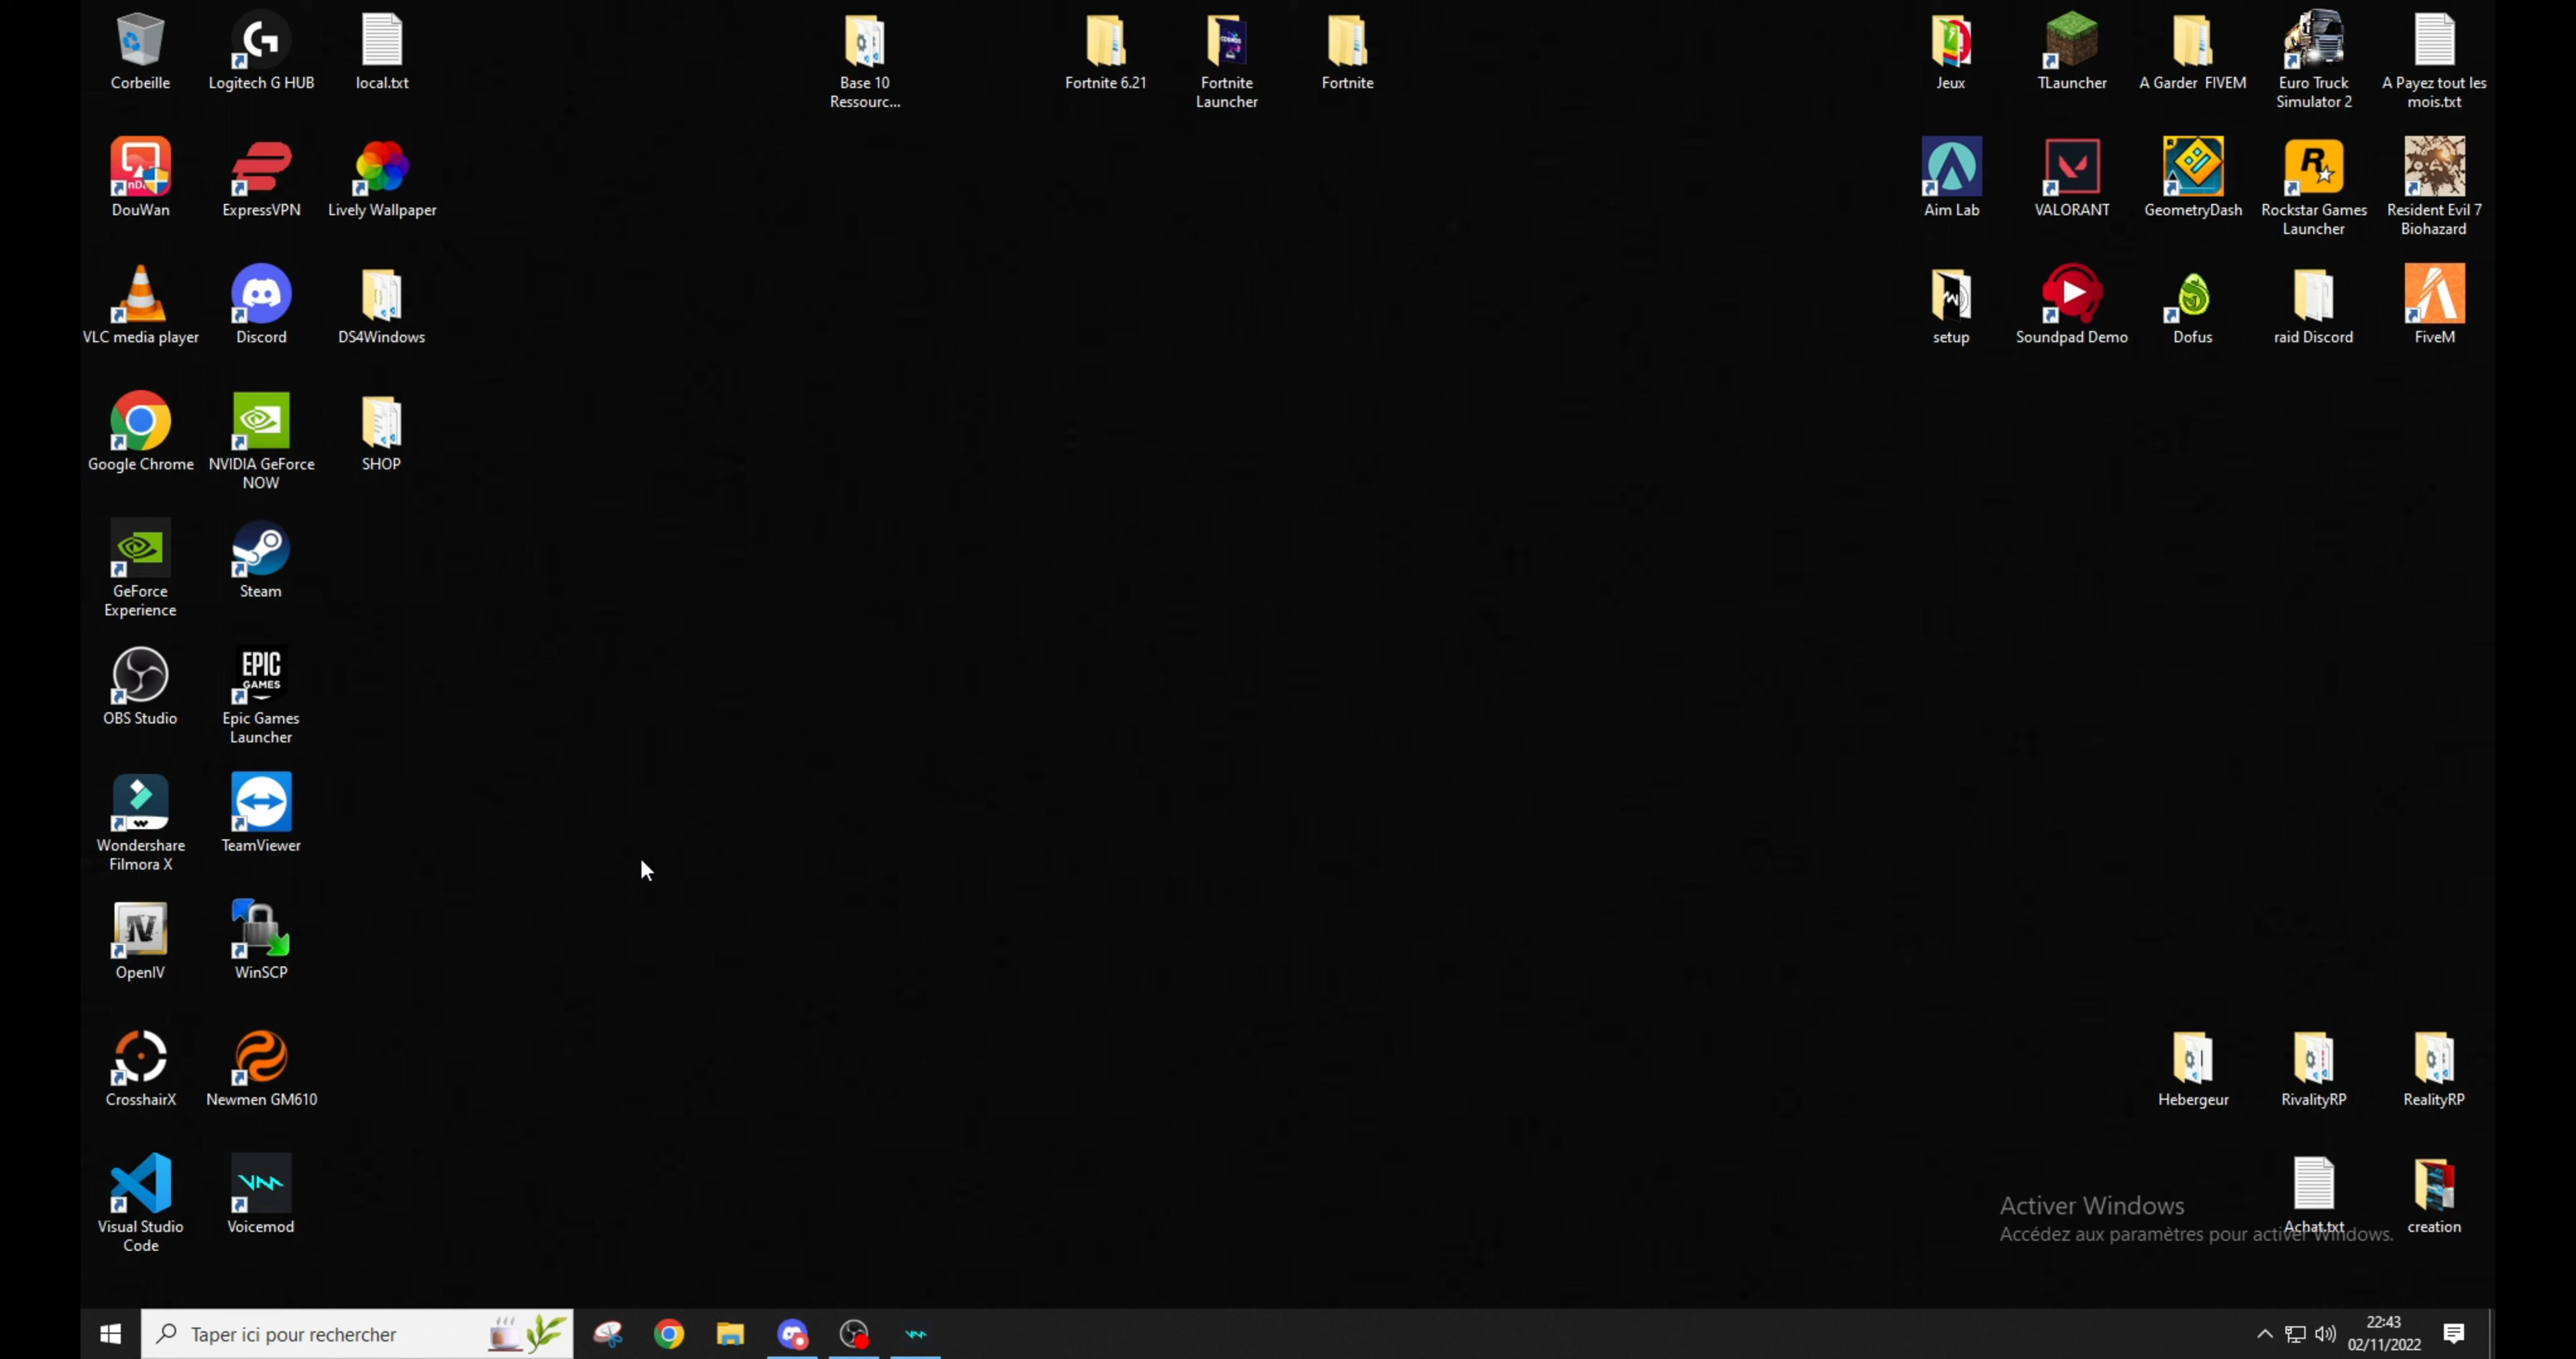 Corbeille
Logitech G HUB
local.txt
Base 10
Ressourc...
Fortnite 6.21
Fortnite
Launcher
Fortnite
Jeux
TLauncher
A Garder FIVEM
Euro Truck
Simulator 2
A Payez tout les
mois.txt
DouWan
ExpressVPN
Lively Wallpaper
Aim Lab
VALORANT
GeometryDash
Rockstar Games
Launcher
Resident Evil 7
Biohazard
VLC media player
Discord
DS4Windows
setup
Soundpad Demo
Dofus
raid Discord
FiveM
Google Chrome
NVIDIA GeForce
NOW
SHOP
GeForce
Experience
Steam
EPIC
GAMES
OBS Studio
Epic Games
Launcher
Wondershare
Filmora X
TeamViewer
IV
OpenIV
WinSCP
CrosshairX
Newmen GM610
Hebergeur
RivalityRP
RealityRP
Visual Studio
Code
Voicemod
Achat.txt
creation
Activer Windows
Accédez aux paramètres pour activer Windows.
Taper ici pour rechercher
22:43
02/11/2022